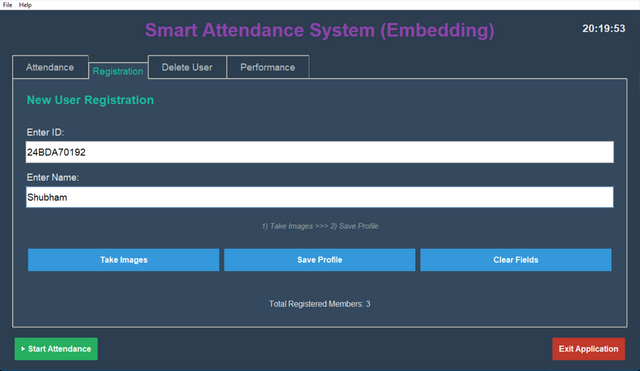 File Help
Smart Attendance System (Embedding)
20:19:53
Attendance Registration Delete User Performance
New User Registration
Enter ID:
24BDA70192
Enter Name:
Shubham
1) Take Images >>> 2) Save Profile
Take Images Save Profile Clear Fields
Total Registered Members: 3
Start Attendance Exit Application